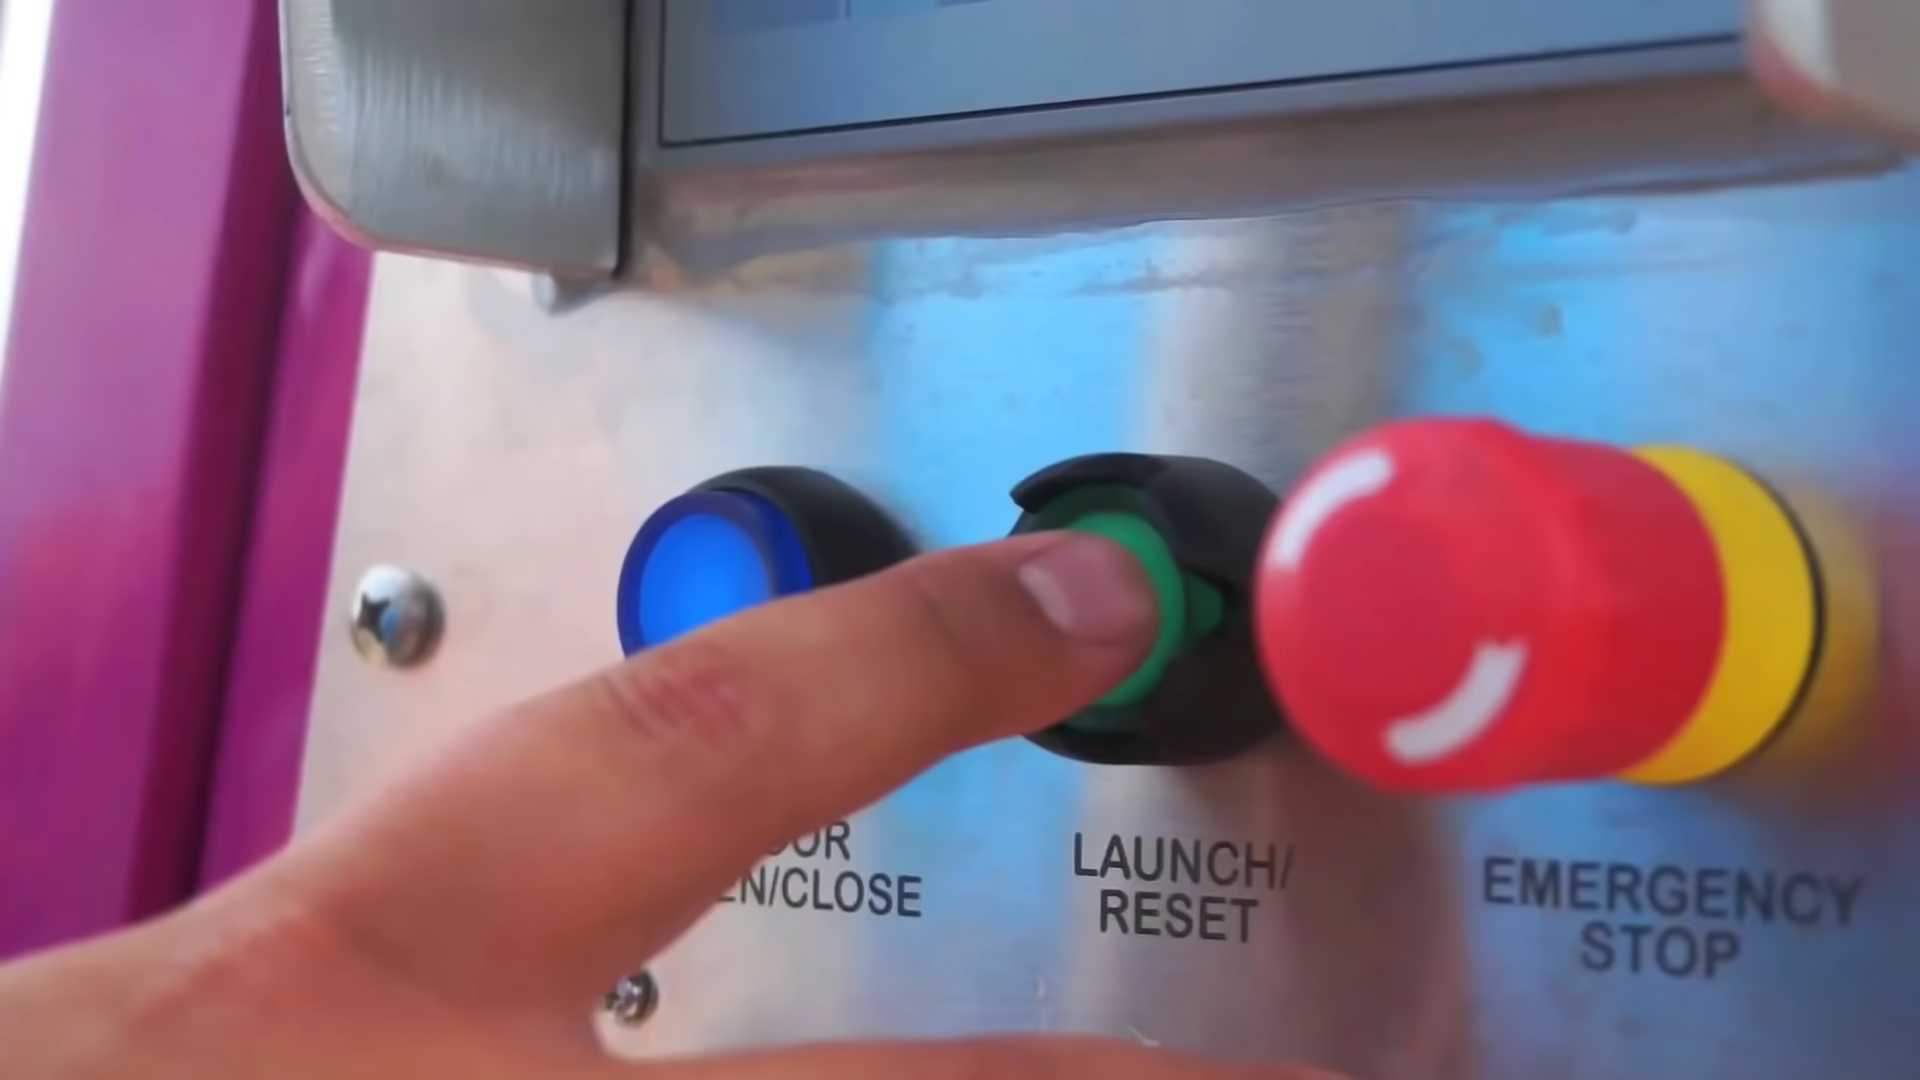 OOR
EN/CLOSE
LAUNCH/
RESET
EMERGENCY
STOP